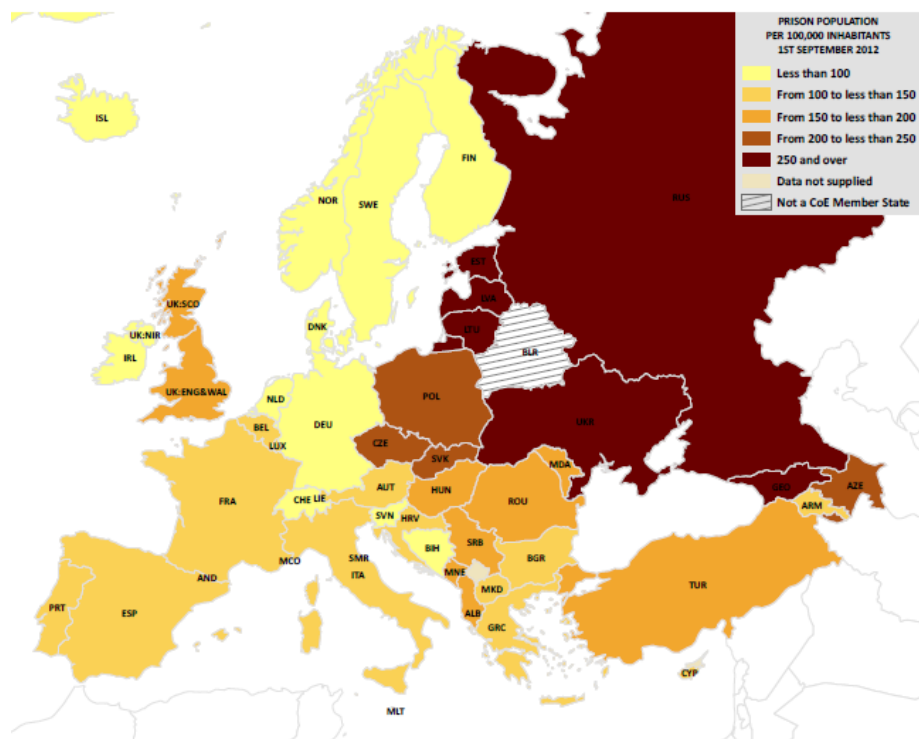 PRISON POPULATION
PER 100,000 INHABITANTS
1ST SEPTEMBER 2012
Less than 100
From 100 to less than 150
From 150 to less than 200
From 200 to less than 250
250 and over
Data not supplied
Not a CoE Member State
ISL
FIN
NOR
SWE
RUS
EST
LVA
UK:SCO
DNK
LTU
UK:NIR
IRL
BLR
UK:ENG&WAL
NLD
POL
DEU
BEL
UKR
LUX
CZE
SVK
MDA
AUT
HUN
GEO
AZE
FRA
CHE
LIE
ROU
ARM
SVN
HRV
SRB
BIH
MCO
SMR
BGR
ITA
MNE
AND
MKD
TUR
PRT
ESP
ALB
GRC
CYP
MLT